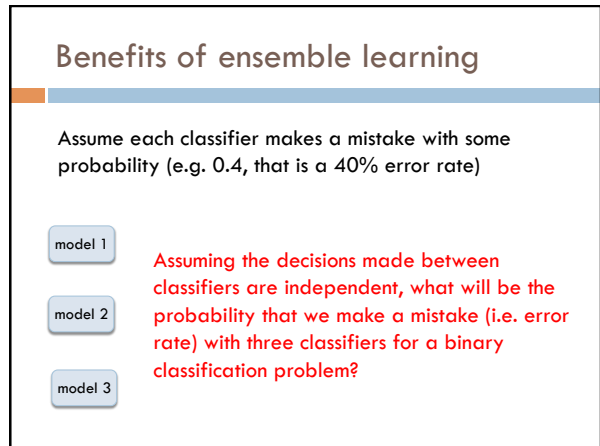 Benefits of ensemble learning
Assume each classifier makes a mistake with some
probability (e.g. 0.4, that is a 40% error rate)
model 1
model 2
model 3
Assuming the decisions made between
classifiers are independent, what will be the
probability that we make a mistake (i.e. error
rate) with three classifiers for a binary
classification problem?